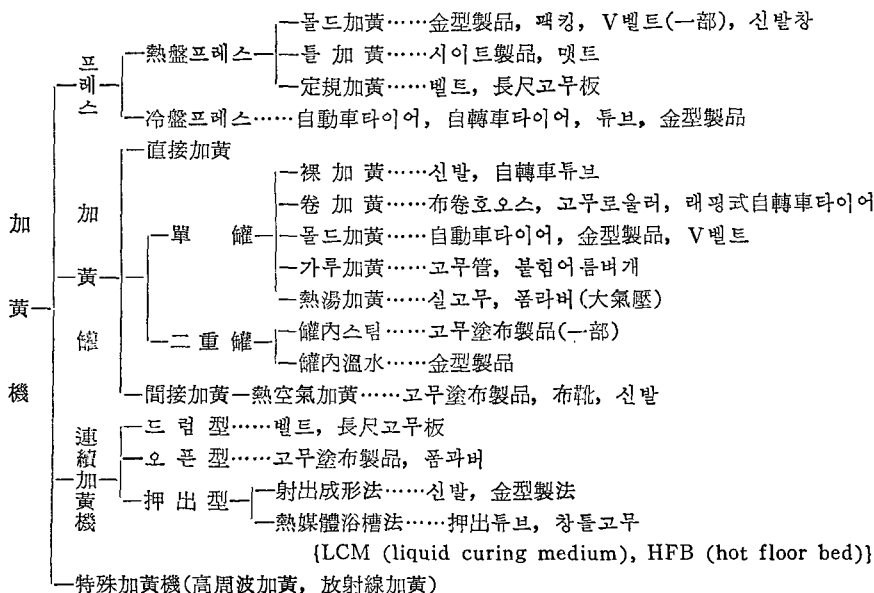 몰드加黃……金型製品, 패킹, V벨트(一部), 신발창
熱盤프레스 틀 加 黃……시이트製品, 맷트
프레스 定規加黃……벨트, 長尺고무板
冷盤프레스……自動車타이어, 自轉車타이어, 튜브, 金型製品
直接加黃
裸 加 黃……신발, 自轉車튜브
卷 加 黃……布卷호오스, 고무로울러, 래핑式自轉車타이어
單 罐 몰드加黃……自動車타이어, 金型製品, V벨트
加黃機 加黃罐 가루加黃……고무管, 붙힘어름벼개
熱湯加黃……실고무, 폼라버(大氣壓)
二重罐 罐內스팀……고무塗布製品(一部)
罐內溫水……金型製品
間接加黃 熱空氣加黃……고무塗布製品, 布靴, 신발
드 럼 型……벨트, 長尺고무板
連續加黃機 오 픈 型……고무塗布製品, 폼라버
押 出 型 射出成形法……신발, 金型製法
熱媒體浴槽法……押出튜브, 창틀고무
{LCM (liquid curing medium), HFB (hot floor bed)}
特殊加黃機(高周波加黃, 放射線加黃)